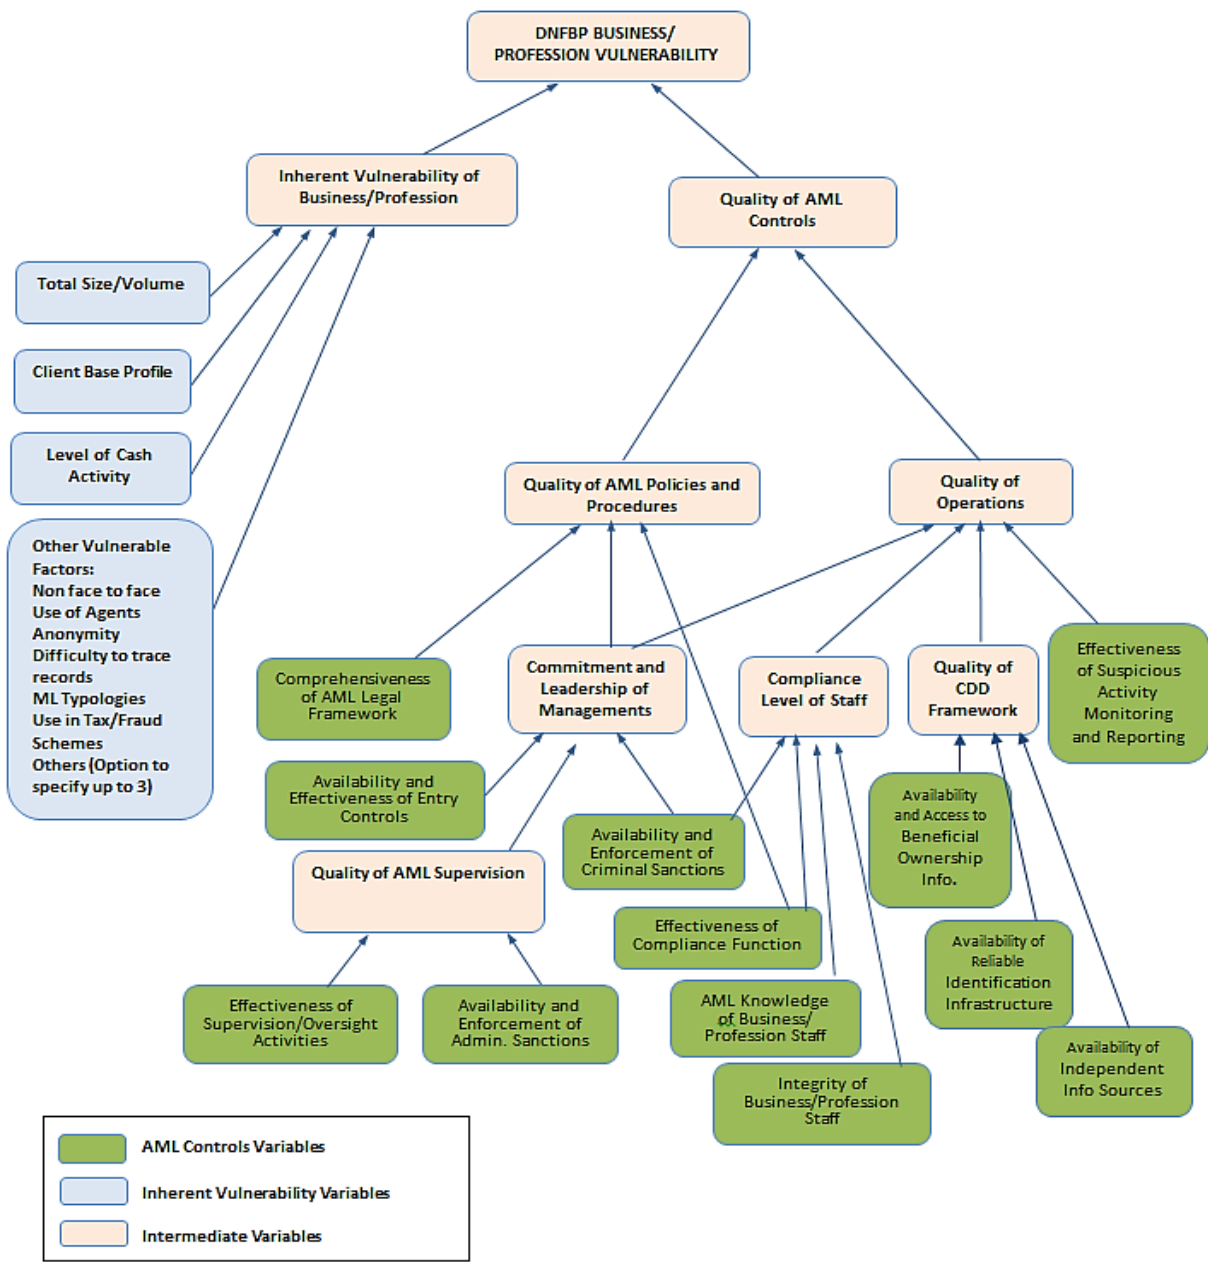 DNFBP BUSINESS/
PROFESSION VULNERABILITY
Inherent Vulnerability of
Business/Profession
Quality of AML
Controls
Total Size/Volume
Client Base Profile
Level of Cash
Activity
Other Vulnerable
Factors:
Non face to face
Use of Agents
Anonymity
Difficulty to trace
records
ML Typologies
Use in Tax/Fraud
Schemes
Others (Option to
specify up to 3)
Quality of AML Policies and
Procedures
Quality of
Operations
Comprehensiveness
of AML Legal
Framework
Commitment and
Leadership of
Managements
Compliance
Level of Staff
Quality of
CDD
Framework
Effectiveness
of Suspicious
Activity
Monitoring
and Reporting
Availability and
Effectiveness of Entry
Controls
Quality of AML Supervision
Availability and
Enforcement of
Criminal Sanctions
Availability
and Access to
Beneficial
Ownership
Info.
Effectiveness of
Compliance Function
Availability of
Reliable
Identification
Infrastructure
Effectiveness of
Supervision/Oversight
Activities
Availability and
Enforcement of
Admin. Sanctions
AML Knowledge
of Business/
Profession Staff
Integrity of
Business/Profession
Staff
Availability of
Independent
Info Sources
AML Controls Variables
Inherent Vulnerability Variables
Intermediate Variables